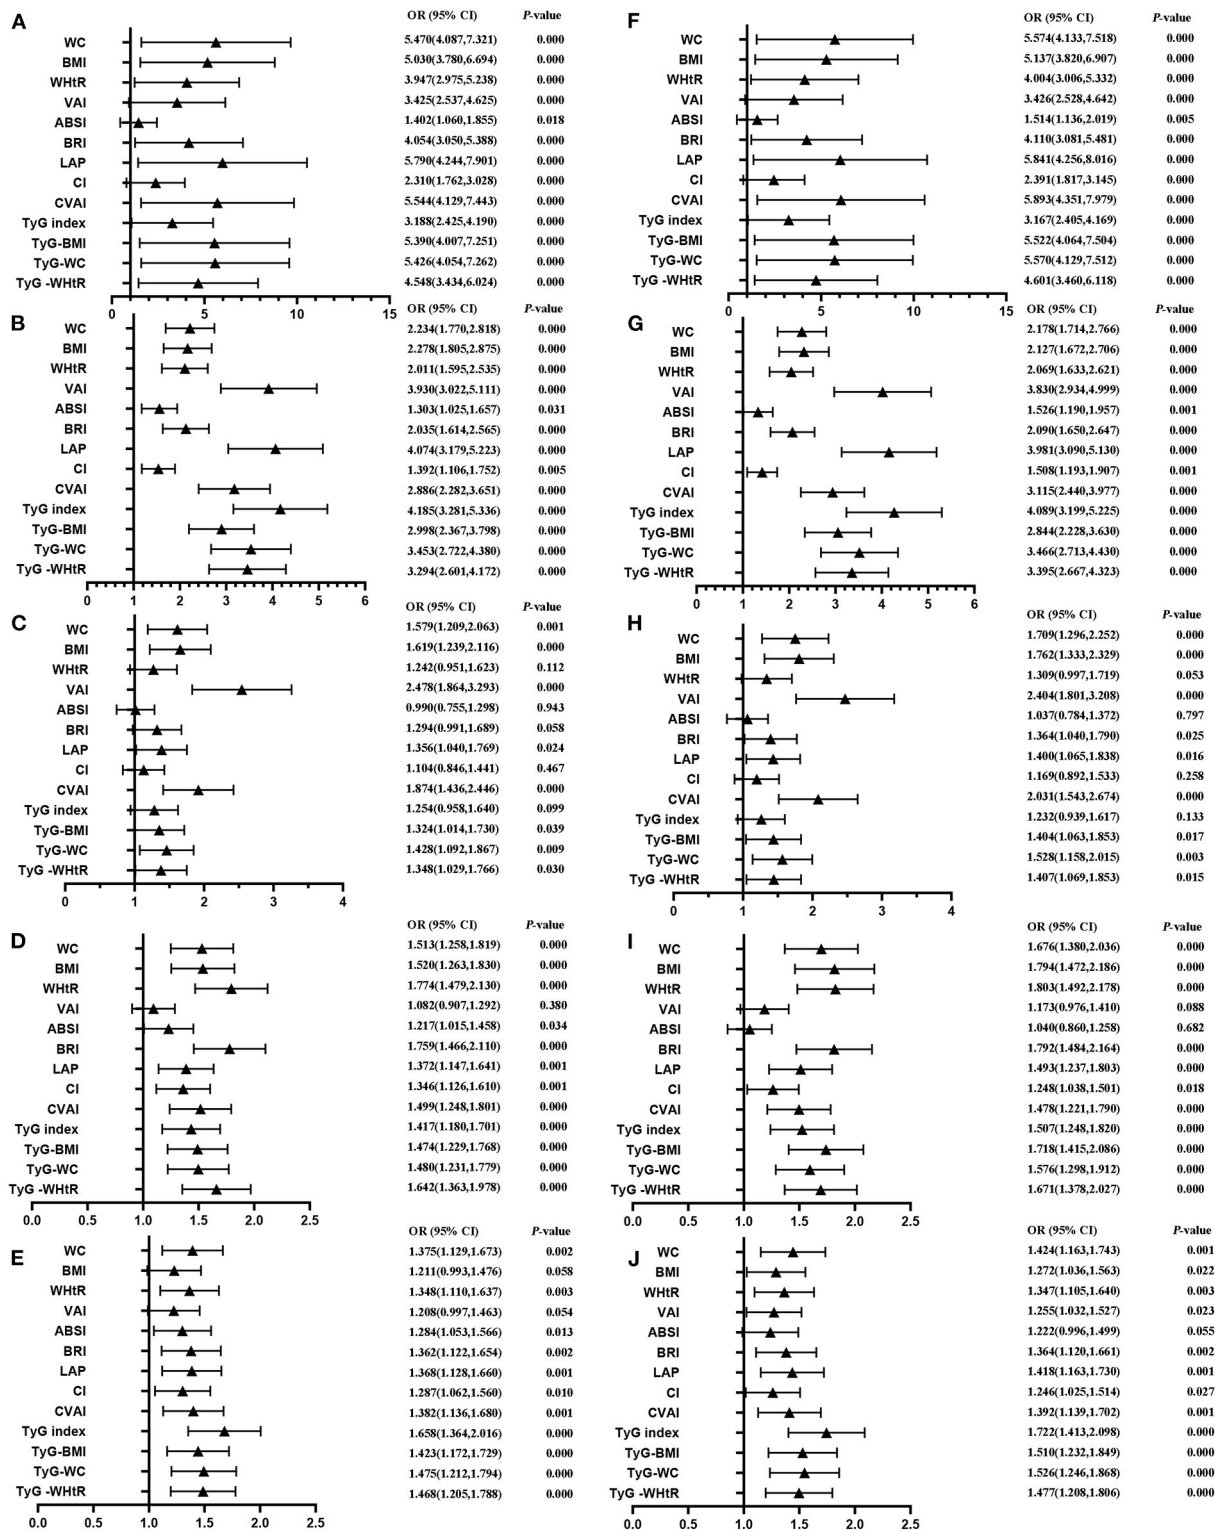 A
OR (95% CI) P-value
WC 5.470(4.087,7.321) 0.000
BMI 5.030(3.780,6.694) 0.000
WHtR 3.947(2.975,5.238) 0.000
VAI 3.425(2.537,4.625) 0.000
ABSI 1.402(1.060,1.855) 0.018
BRI 4.054(3.050,5.388) 0.000
LAP 5.790(4.244,7.901) 0.000
CI 2.310(1.762,3.028) 0.000
CVAI 5.544(4.129,7.443) 0.000
TyG index 3.188(2.425,4.190) 0.000
TyG-BMI 5.390(4.007,7.251) 0.000
TyG-WC 5.426(4.054,7.262) 0.000
TyG -WHtR 4.548(3.434,6.024) 0.000
0 5 10 15
B
OR (95% CI) P-value
WC 2.234(1.770,2.818) 0.000
BMI 2.278(1.805,2.875) 0.000
WHtR 2.011(1.595,2.535) 0.000
VAI 3.930(3.022,5.111) 0.000
ABSI 1.303(1.025,1.657) 0.031
BRI 2.035(1.614,2.565) 0.000
LAP 4.074(3.179,5.223) 0.000
CI 1.392(1.106,1.752) 0.005
CVAI 2.886(2.282,3.651) 0.000
TyG index 4.185(3.281,5.336) 0.000
TyG-BMI 2.998(2.367,3.798) 0.000
TyG-WC 3.453(2.722,4.380) 0.000
TyG -WHtR 3.294(2.601,4.172) 0.000
0 1 2 3 4 5 6
C
OR (95% CI) P-value
WC 1.579(1.209,2.063) 0.001
BMI 1.619(1.239,2.116) 0.000
WHtR 1.242(0.951,1.623) 0.112
VAI 2.478(1.864,3.293) 0.000
ABSI 0.990(0.755,1.298) 0.943
BRI 1.294(0.991,1.689) 0.058
LAP 1.356(1.040,1.769) 0.024
CI 1.104(0.846,1.441) 0.467
CVAI 1.874(1.436,2.446) 0.000
TyG index 1.254(0.958,1.640) 0.099
TyG-BMI 1.324(1.014,1.730) 0.039
TyG-WC 1.428(1.092,1.867) 0.009
TyG -WHtR 1.348(1.029,1.766) 0.030
0 1 2 3 4
D
OR (95% CI) P-value
WC 1.513(1.258,1.819) 0.000
BMI 1.520(1.263,1.830) 0.000
WHtR 1.774(1.479,2.130) 0.000
VAI 1.082(0.907,1.292) 0.380
ABSI 1.217(1.015,1.458) 0.034
BRI 1.759(1.466,2.110) 0.000
LAP 1.372(1.147,1.641) 0.001
CI 1.346(1.126,1.610) 0.001
CVAI 1.499(1.248,1.801) 0.000
TyG index 1.417(1.180,1.701) 0.000
TyG-BMI 1.474(1.229,1.768) 0.000
TyG-WC 1.480(1.231,1.779) 0.000
TyG -WHtR 1.642(1.363,1.978) 0.000
0.0 0.5 1.0 1.5 2.0 2.5
E
OR (95% CI) P-value
WC 1.375(1.129,1.673) 0.002
BMI 1.211(0.993,1.476) 0.058
WHtR 1.348(1.110,1.637) 0.003
VAI 1.208(0.997,1.463) 0.054
ABSI 1.284(1.053,1.566) 0.013
BRI 1.362(1.122,1.654) 0.002
LAP 1.368(1.128,1.660) 0.001
CI 1.287(1.062,1.560) 0.010
CVAI 1.382(1.136,1.680) 0.001
TyG index 1.658(1.364,2.016) 0.000
TyG-BMI 1.423(1.172,1.729) 0.000
TyG-WC 1.475(1.212,1.794) 0.000
TyG -WHtR 1.468(1.205,1.788) 0.000
0.0 0.5 1.0 1.5 2.0 2.5
F
OR (95% CI) P-value
WC 5.574(4.133,7.518) 0.000
BMI 5.137(3.820,6.907) 0.000
WHtR 4.004(3.006,5.332) 0.000
VAI 3.426(2.528,4.642) 0.000
ABSI 1.514(1.136,2.019) 0.005
BRI 4.110(3.081,5.481) 0.000
LAP 5.841(4.256,8.016) 0.000
CI 2.391(1.817,3.145) 0.000
CVAI 5.893(4.351,7.979) 0.000
TyG index 3.167(2.405,4.169) 0.000
TyG-BMI 5.522(4.064,7.504) 0.000
TyG-WC 5.570(4.129,7.512) 0.000
TyG -WHtR 4.601(3.460,6.118) 0.000
0 5 10 15
G
OR (95% CI) P-value
WC 2.178(1.714,2.766) 0.000
BMI 2.127(1.672,2.706) 0.000
WHtR 2.069(1.633,2.621) 0.000
VAI 3.830(2.934,4.999) 0.000
ABSI 1.526(1.190,1.957) 0.001
BRI 2.090(1.650,2.647) 0.000
LAP 3.981(3.090,5.130) 0.000
CI 1.508(1.193,1.907) 0.001
CVAI 3.115(2.440,3.977) 0.000
TyG index 4.089(3.199,5.225) 0.000
TyG-BMI 2.844(2.228,3.630) 0.000
TyG-WC 3.466(2.713,4.430) 0.000
TyG -WHtR 3.395(2.667,4.323) 0.000
0 1 2 3 4 5 6
H
OR (95% CI) P-value
WC 1.709(1.296,2.252) 0.000
BMI 1.762(1.333,2.329) 0.000
WHtR 1.309(0.997,1.719) 0.053
VAI 2.404(1.801,3.208) 0.000
ABSI 1.037(0.784,1.372) 0.797
BRI 1.364(1.040,1.790) 0.025
LAP 1.400(1.065,1.838) 0.016
CI 1.169(0.892,1.533) 0.258
CVAI 2.031(1.543,2.674) 0.000
TyG index 1.232(0.939,1.617) 0.133
TyG-BMI 1.404(1.063,1.853) 0.017
TyG-WC 1.528(1.158,2.015) 0.003
TyG -WHtR 1.407(1.069,1.853) 0.015
0 1 2 3 4
I
OR (95% CI) P-value
WC 1.676(1.380,2.036) 0.000
BMI 1.794(1.472,2.186) 0.000
WHtR 1.803(1.492,2.178) 0.000
VAI 1.173(0.976,1.410) 0.088
ABSI 1.040(0.860,1.258) 0.682
BRI 1.792(1.484,2.164) 0.000
LAP 1.493(1.237,1.803) 0.000
CI 1.248(1.038,1.501) 0.018
CVAI 1.478(1.221,1.790) 0.000
TyG index 1.507(1.248,1.820) 0.000
TyG-BMI 1.718(1.415,2.086) 0.000
TyG-WC 1.576(1.298,1.912) 0.000
TyG -WHtR 1.671(1.378,2.027) 0.000
0.0 0.5 1.0 1.5 2.0 2.5
J
OR (95% CI) P-value
WC 1.424(1.163,1.743) 0.001
BMI 1.272(1.036,1.563) 0.022
WHtR 1.347(1.105,1.640) 0.003
VAI 1.255(1.032,1.527) 0.023
ABSI 1.222(0.996,1.499) 0.055
BRI 1.364(1.120,1.661) 0.002
LAP 1.418(1.163,1.730) 0.001
CI 1.246(1.025,1.514) 0.027
CVAI 1.392(1.139,1.702) 0.001
TyG index 1.722(1.413,2.098) 0.000
TyG-BMI 1.510(1.232,1.849) 0.000
TyG-WC 1.526(1.246,1.868) 0.000
TyG -WHtR 1.477(1.208,1.806) 0.000
0.0 0.5 1.0 1.5 2.0 2.5